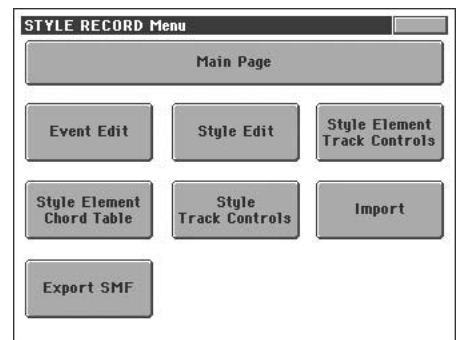 STYLE RECORD Menu
Main Page
Event Edit
Style Edit
Style Element
Track Controls
Style Element
Chord Table
Style
Track Controls
Import
Export SMF